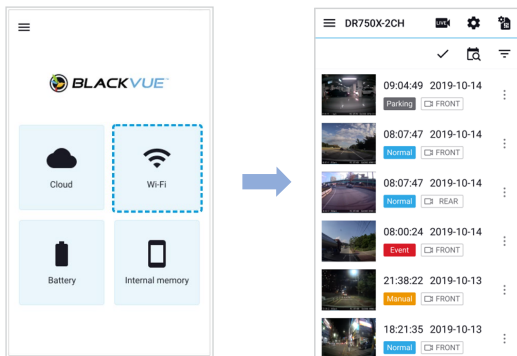 BLACKVUE
Cloud
Wi-Fi
Battery
Internal memory
DR750X-2CH
LIVE
09:04:49 2019-10-14
Parking FRONT
08:07:47 2019-10-14
Normal FRONT
08:07:47 2019-10-14
Normal REAR
08:00:24 2019-10-14
Event FRONT
21:38:22 2019-10-13
Manual FRONT
18:21:35 2019-10-13
Normal FRONT